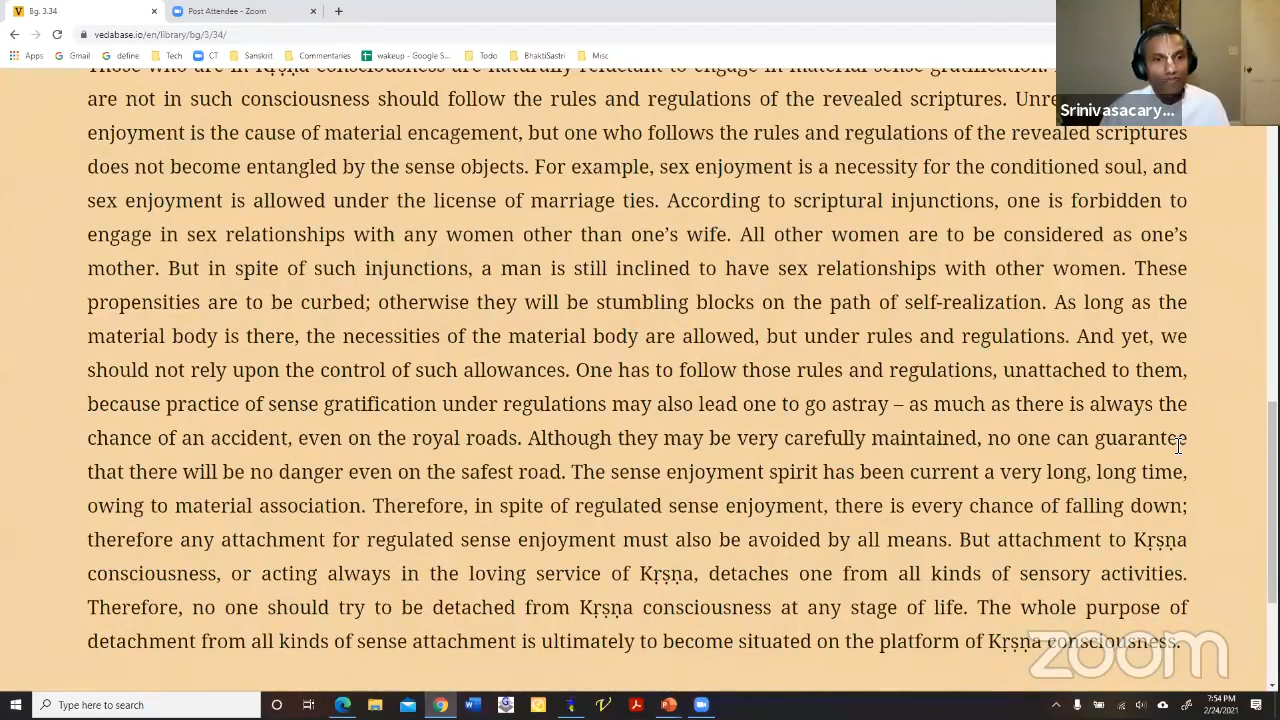 Bg. 3.34
Post Attendee - Zoom
vedabase.io/en/library/bg/3/34/
Apps Gmail define Tech CT Sanskrit Commentaries wakeup - Google S... Todo BhaktiSastri Misc
Those who are in Kṛṣṇa consciousness are naturally reluctant to engage in material sense gratification.
are not in such consciousness should follow the rules and regulations of the revealed scriptures.
enjoyment is the cause of material encagement, but one who follows the rules and regulations of the revealed scriptures
does not become entangled by the sense objects. For example, sex enjoyment is a necessity for the conditioned soul, and
sex enjoyment is allowed under the license of marriage ties. According to scriptural injunctions, one is forbidden to
engage in sex relationships with any women other than one’s wife. All other women are to be considered as one’s
mother. But in spite of such injunctions, a man is still inclined to have sex relationships with other women. These
propensities are to be curbed; otherwise they will be stumbling blocks on the path of self-realization. As long as the
material body is there, the necessities of the material body are allowed, but under rules and regulations. And yet, we
should not rely upon the control of such allowances. One has to follow those rules and regulations, unattached to them,
because practice of sense gratification under regulations may also lead one to go astray – as much as there is always the
chance of an accident, even on the royal roads. Although they may be very carefully maintained, no one can guarantee
that there will be no danger even on the safest road. The sense enjoyment spirit has been current a very long, long time,
owing to material association. Therefore, in spite of regulated sense enjoyment, there is every chance of falling down;
therefore any attachment for regulated sense enjoyment must also be avoided by all means. But attachment to Kṛṣṇa
consciousness, or acting always in the loving service of Kṛṣṇa, detaches one from all kinds of sensory activities.
Therefore, no one should try to be detached from Kṛṣṇa consciousness at any stage of life. The whole purpose of
detachment from all kinds of sense attachment is ultimately to become situated on the platform of Kṛṣṇa consciousness.
Srinivasacary...
zoom
Type here to search
7:54 PM
2/24/2021